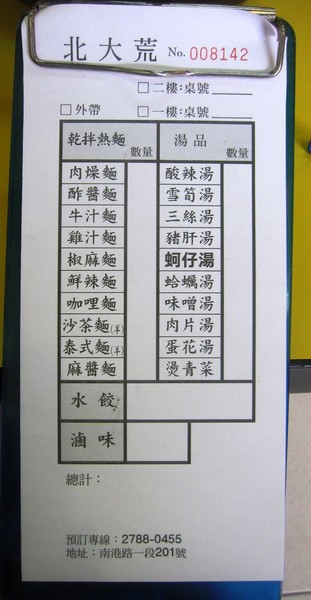 北大荒 No. 008142
□二樓:桌號
□外帶 □一樓:桌號
乾拌熱麵 數量 湯品 數量
肉燥麵 酸辣湯
酢醬麵 雪筍湯
牛汁麵 三絲湯
雞汁麵 豬肝湯
椒麻麵 蚵仔湯
鮮辣麵 蛤蠣湯
咖哩麵 味噌湯
沙茶麵(羊) 肉片湯
泰式麵(羊) 蛋花湯
麻醬麵 燙青菜
水餃
滷味
總計：
預訂專線：2788-0455
地址：南港路一段201號